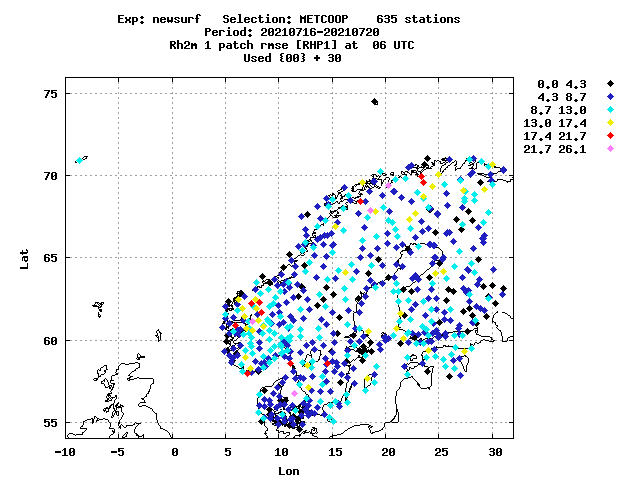 Exp: newsurf   Selection: METCOOP    635 stations
Period: 20210716-20210720
Rh2m 1 patch rmse [RHP1] at  06 UTC
Used {00} + 30
0.0 4.3
4.3 8.7
8.7 13.0
13.0 17.4
17.4 21.7
21.7 26.1
75
70
65
60
55
Lat
-10 -5 0 5 10 15 20 25 30
Lon